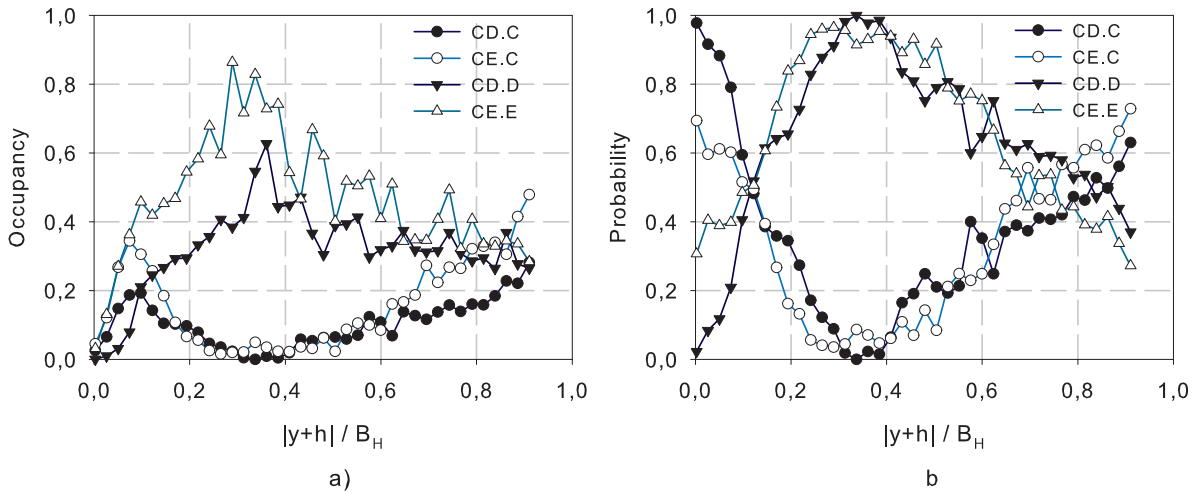 1,0
0,8
0,6
0,4
0,2
0,0
Occupancy
CD.C
CE.C
CD.D
CE.E
0,0 0,2 0,4 0,6 0,8 1,0
|y+h| / B_H
a)
1,0
0,8
0,6
0,4
0,2
0,0
Probability
CD.C
CE.C
CD.D
CE.E
0,0 0,2 0,4 0,6 0,8 1,0
|y+h| / B_H
b